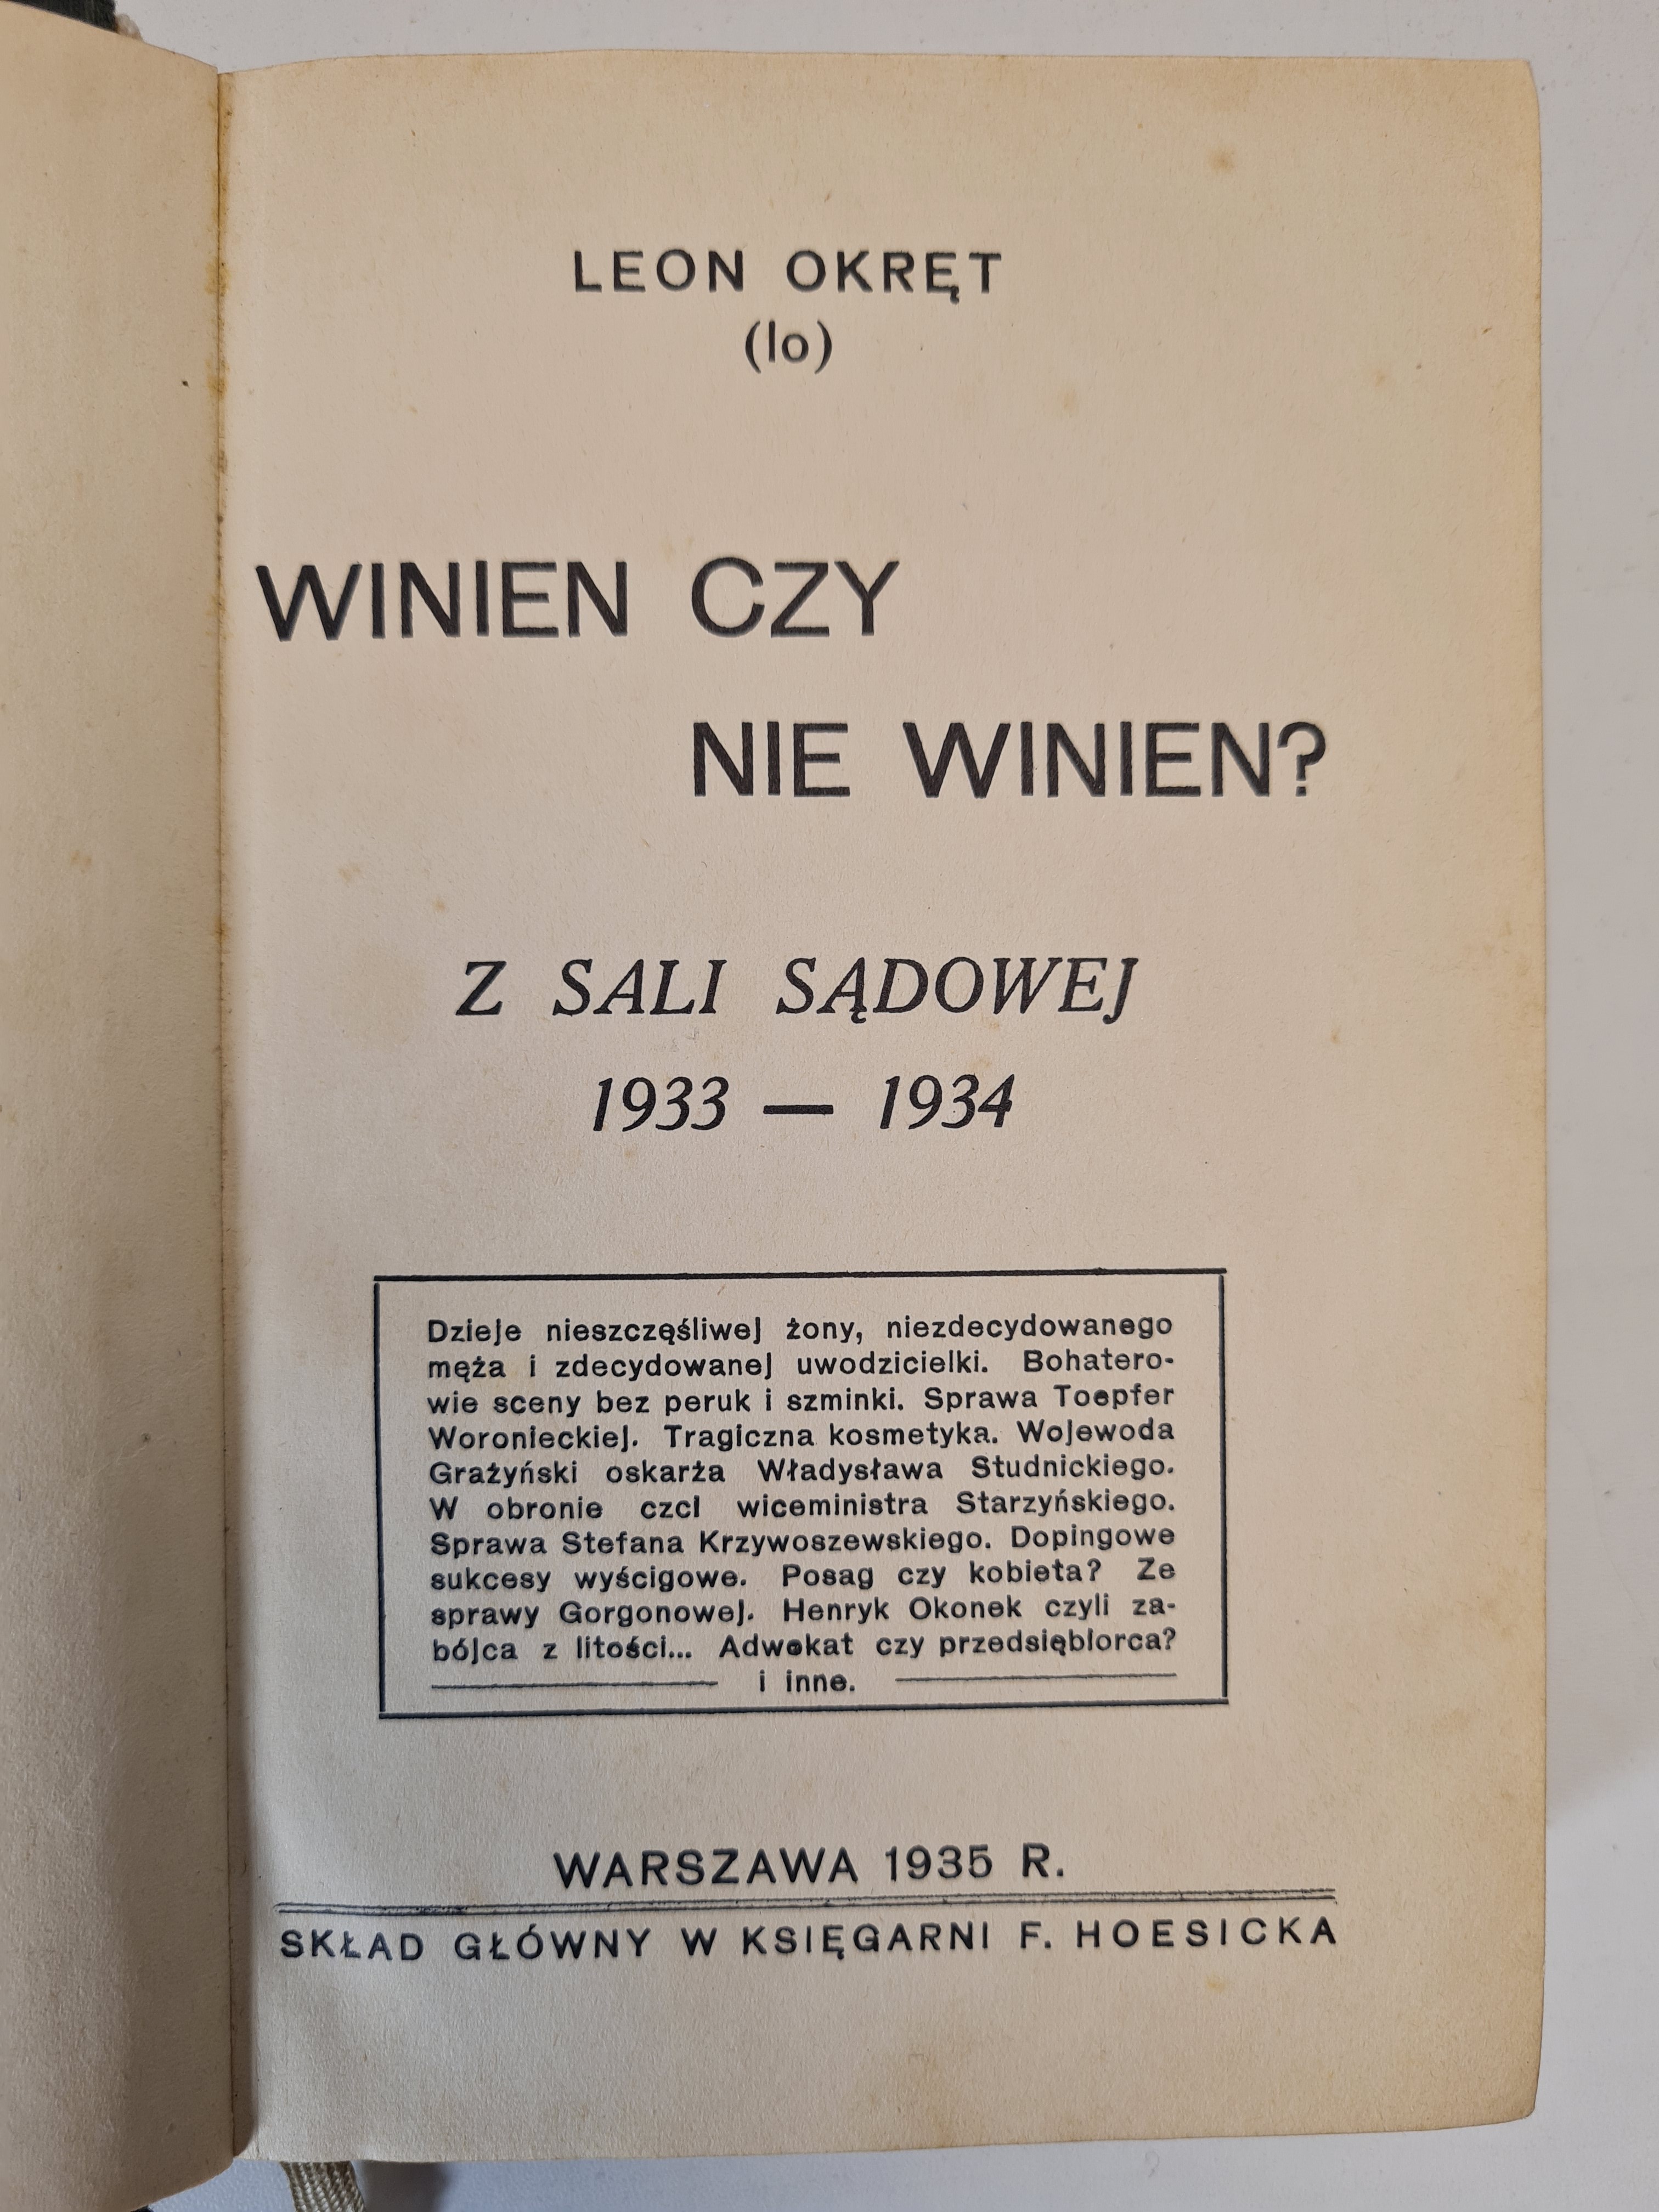 LEON OKRĘT
(lo)
WINIEN CZY
NIE WINIEN?
Z SALI SĄDOWEJ
1933 — 1934
Dzieje nieszczęśliwej żony, niezdecydowanego
męża i zdecydowanej uwodzicielki. Bohatero-
wie sceny bez peruk i szminki. Sprawa Toepfer
Woronieckiej. Tragiczna kosmetyka. Wojewoda
Grażyński oskarża Władysława Studnickiego.
W obronie czci wiceministra Starzyńskiego.
Sprawa Stefana Krzywoszewskiego. Dopingowe
sukcesy wyścigowe. Posag czy kobieta? Ze
sprawy Gorgonowej. Henryk Okonek czyli za-
bójca z litości... Adwokat czy przedsiębiorca?
i inne.
WARSZAWA 1935 R.
SKŁAD GŁÓWNY W KSIĘGARNI F. HOESICKA